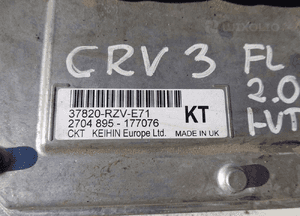 CRV 3 FL
2.0
I-VT
37820-RZV-E71
2704 895 - 177076
KT
CKT KEIHIN Europe Ltd. MADE IN UK